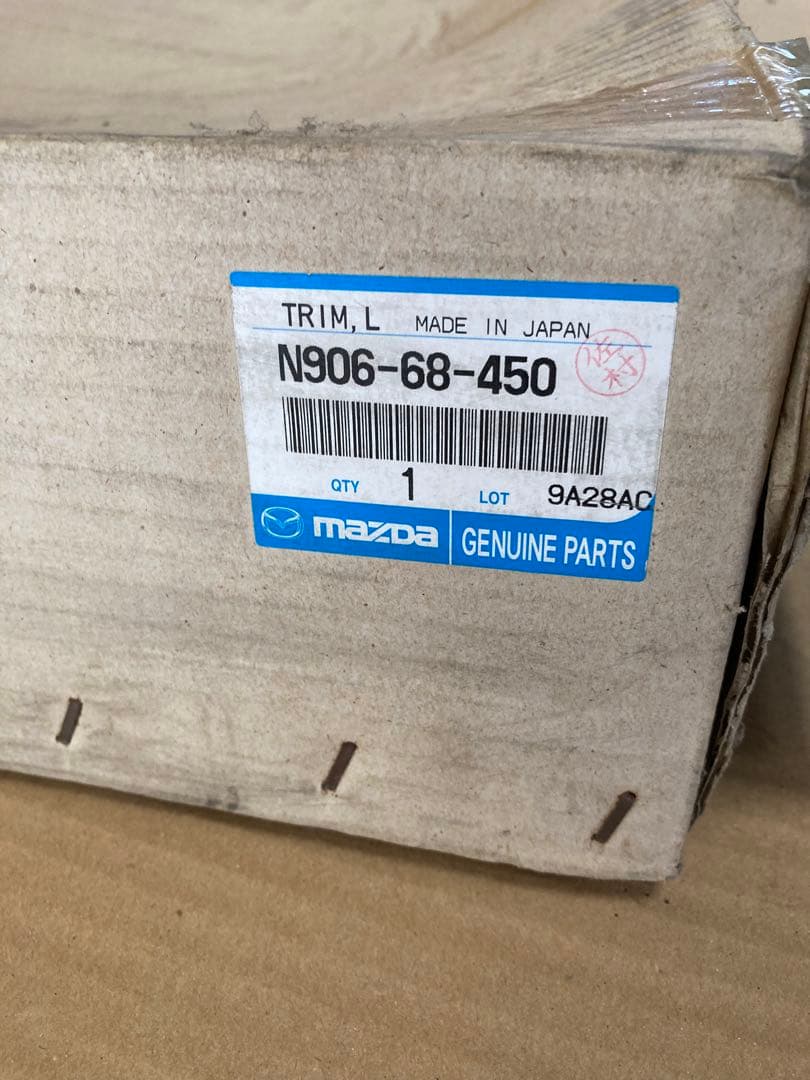 TRIM, L MADE IN JAPAN
N906-68-450
QTY 1 LOT 9A28AC
mazda GENUINE PARTS